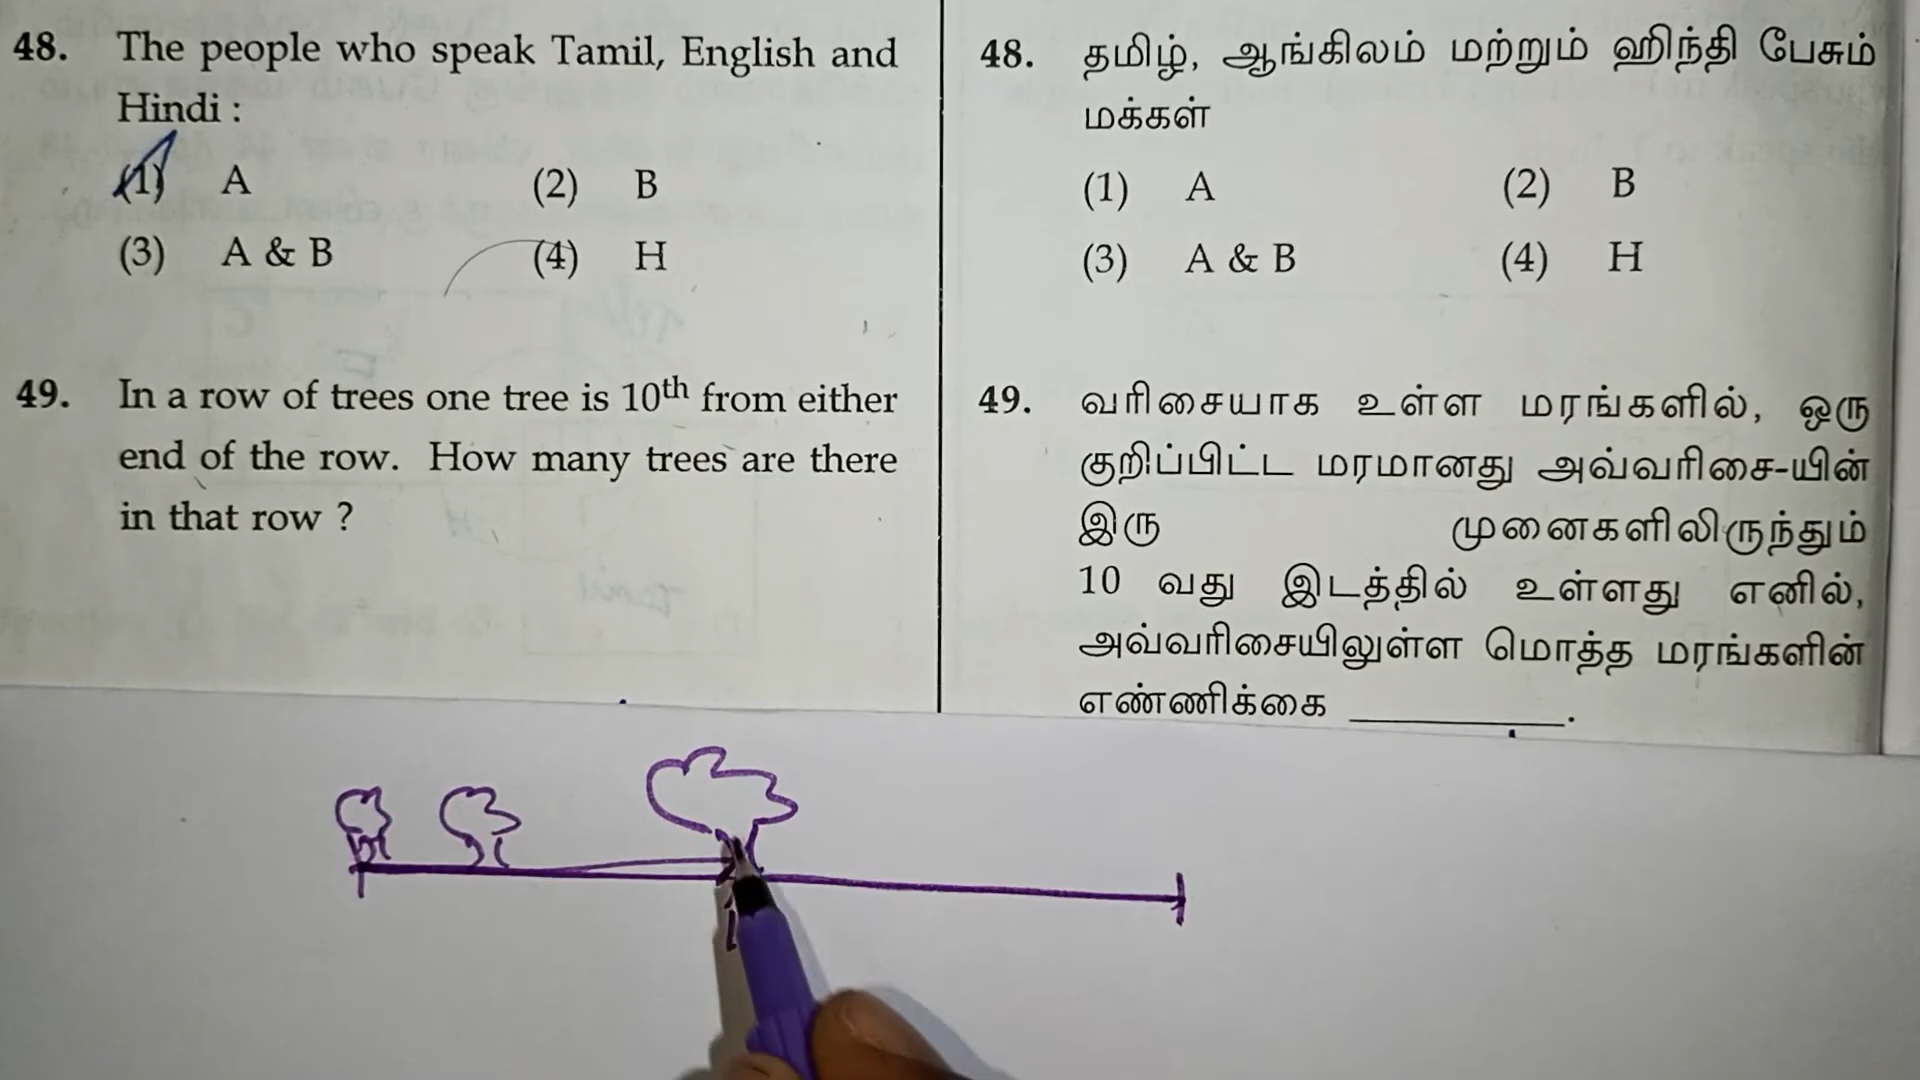 48. The people who speak Tamil, English and
Hindi :
(1) A (2) B
(3) A & B (4) H
49. In a row of trees one tree is 10th from either
end of the row. How many trees are there
in that row ?
48. தமிழ், ஆங்கிலம் மற்றும் ஹிந்தி பேசும்
மக்கள்
(1) A (2) B
(3) A & B (4) H
49. வரிசையாக உள்ள மரங்களில், ஒரு
குறிப்பிட்ட மரமானது அவ்வரிசை-யின்
இரு முனைகளிலிருந்தும்
10 வது இடத்தில் உள்ளது எனில்,
அவ்வரிசையிலுள்ள மொத்த மரங்களின்
எண்ணிக்கை ____________.